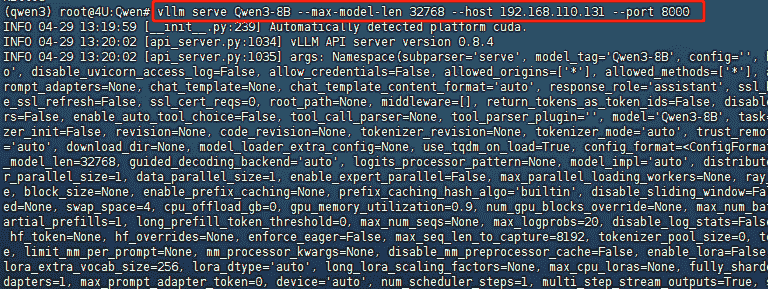 (qwen3) root@4U:Qwen# vllm serve Qwen3-8B --max-model-len 32768 --host 192.168.110.131 --port 8000
INFO 04-29 13:19:59 [__init__.py:239] Automatically detected platform cuda.
INFO 04-29 13:20:02 [api_server.py:1034] vLLM API server version 0.8.4
INFO 04-29 13:20:02 [api_server.py:1035] args: Namespace(subparser='serve', model_tag='Qwen3-8B', config='',
o', disable_uvicorn_access_log=False, allow_credentials=False, allowed_origins=['*'], allowed_methods=['*'], a
rompt_adapters=None, chat_template=None, chat_template_content_format='auto', response_role='assistant', ssl_k
e_ssl_refresh=False, ssl_cert_reqs=0, root_path=None, middleware=[], return_tokens_as_token_ids=False, disable
rs=False, enable_auto_tool_choice=False, tool_call_parser=None, tool_parser_plugin='', model='Qwen3-8B', task=
zer_init=False, revision=None, code_revision=None, tokenizer_revision=None, tokenizer_mode='auto', trust_remot
='auto', download_dir=None, model_loader_extra_config=None, use_tqdm_on_load=True, config_format=<ConfigFormat
_model_len=32768, guided_decoding_backend='auto', logits_processor_pattern=None, model_impl='auto', distribute
r_parallel_size=1, data_parallel_size=1, enable_expert_parallel=False, max_parallel_loading_workers=None, ray_
e, block_size=None, enable_prefix_caching=None, prefix_caching_hash_algo='builtin', disable_sliding_window=Fa
ed=None, swap_space=4, cpu_offload_gb=0, gpu_memory_utilization=0.9, num_gpu_blocks_override=None, max_num_bat
artial_prefills=1, long_prefill_token_threshold=0, max_num_seqs=None, max_logprobs=20, disable_log_stats=False
hf_token=None, hf_overrides=None, enforce_eager=False, max_seq_len_to_capture=8192, tokenizer_pool_size=0, to
e, limit_mm_per_prompt=None, mm_processor_kwargs=None, disable_mm_preprocessor_cache=False, enable_lora=False
lora_extra_vocab_size=256, lora_dtype='auto', long_lora_scaling_factors=None, max_cpu_loras=None, fully_sharde
dapters=1, max_prompt_adapter_token=0, device='auto', num_scheduler_steps=1, multi_step_stream_outputs=True, s